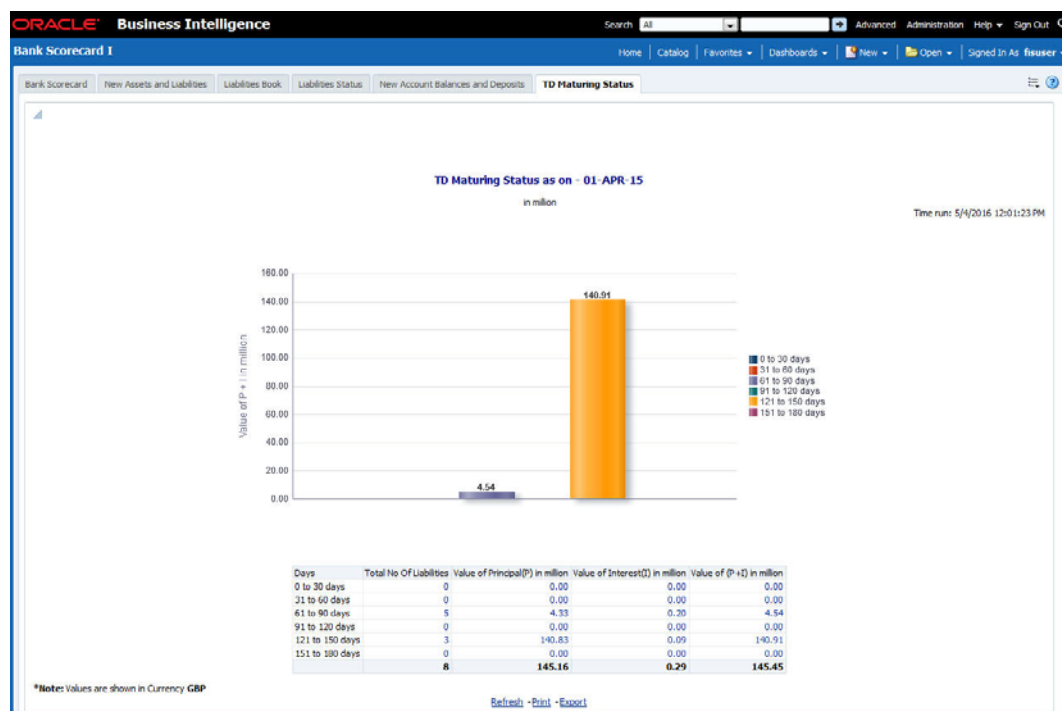 ORACLE Business Intelligence Search All Advanced Administration Help Sign Out
Bank Scorecard I Home Catalog Favorites Dashboards New Open Signed In As fisuser
Bank Scorecard New Assets and Liabilities Liabilities Book Liabilities Status New Account Balances and Deposits TD Maturing Status
TD Maturing Status as on - 01-APR-15
in million
Time run: 5/4/2016 12:01:23 PM
Value of P + I in million
160.00
140.00
120.00
100.00
80.00
60.00
40.00
20.00
0.00
4.54
140.91
0 to 30 days
31 to 60 days
61 to 90 days
91 to 120 days
121 to 150 days
151 to 180 days
Days Total No Of Liabilities Value of Principal(P) in million Value of Interest(I) in million Value of (P+I) in million
0 to 30 days 0 0.00 0.00 0.00
31 to 60 days 0 0.00 0.00 0.00
61 to 90 days 5 4.33 0.20 4.54
91 to 120 days 0 0.00 0.00 0.00
121 to 150 days 3 140.83 0.09 140.91
151 to 180 days 0 0.00 0.00 0.00
8 145.16 0.29 145.45
*Note: Values are shown in Currency GBP
Refresh - Print - Export